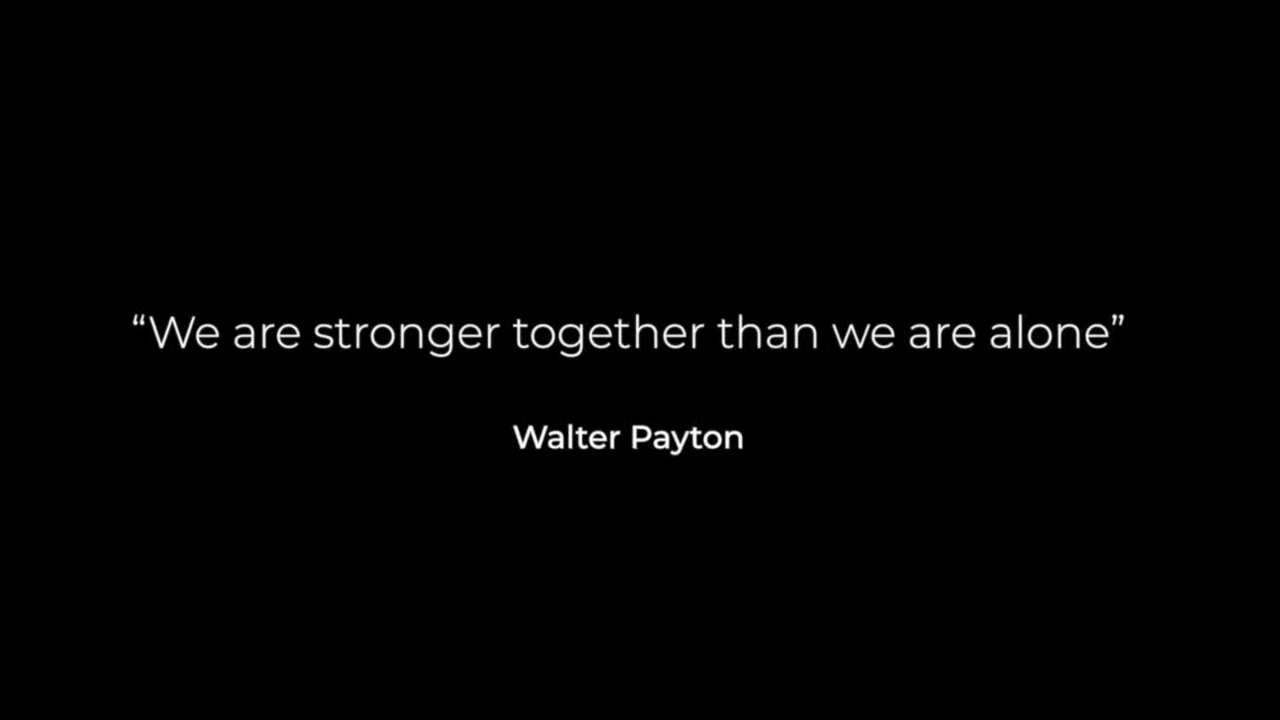 “We are stronger together than we are alone”
Walter Payton